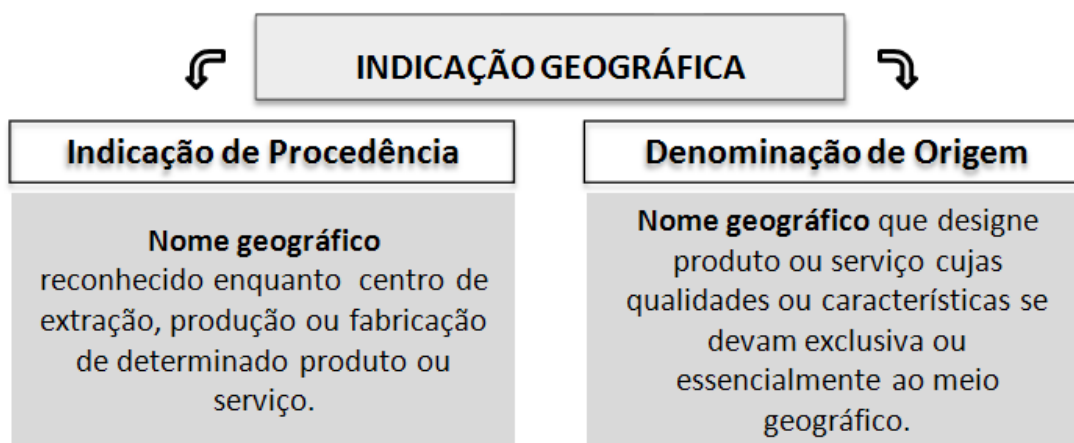 INDICAÇÃO GEOGRÁFICA
Indicação de Procedência
Nome geográfico
reconhecido enquanto centro de
extração, produção ou fabricação
de determinado produto ou
serviço.
Denominação de Origem
Nome geográfico que designe
produto ou serviço cujas
qualidades ou características se
devam exclusiva ou
essencialmente ao meio
geográfico.